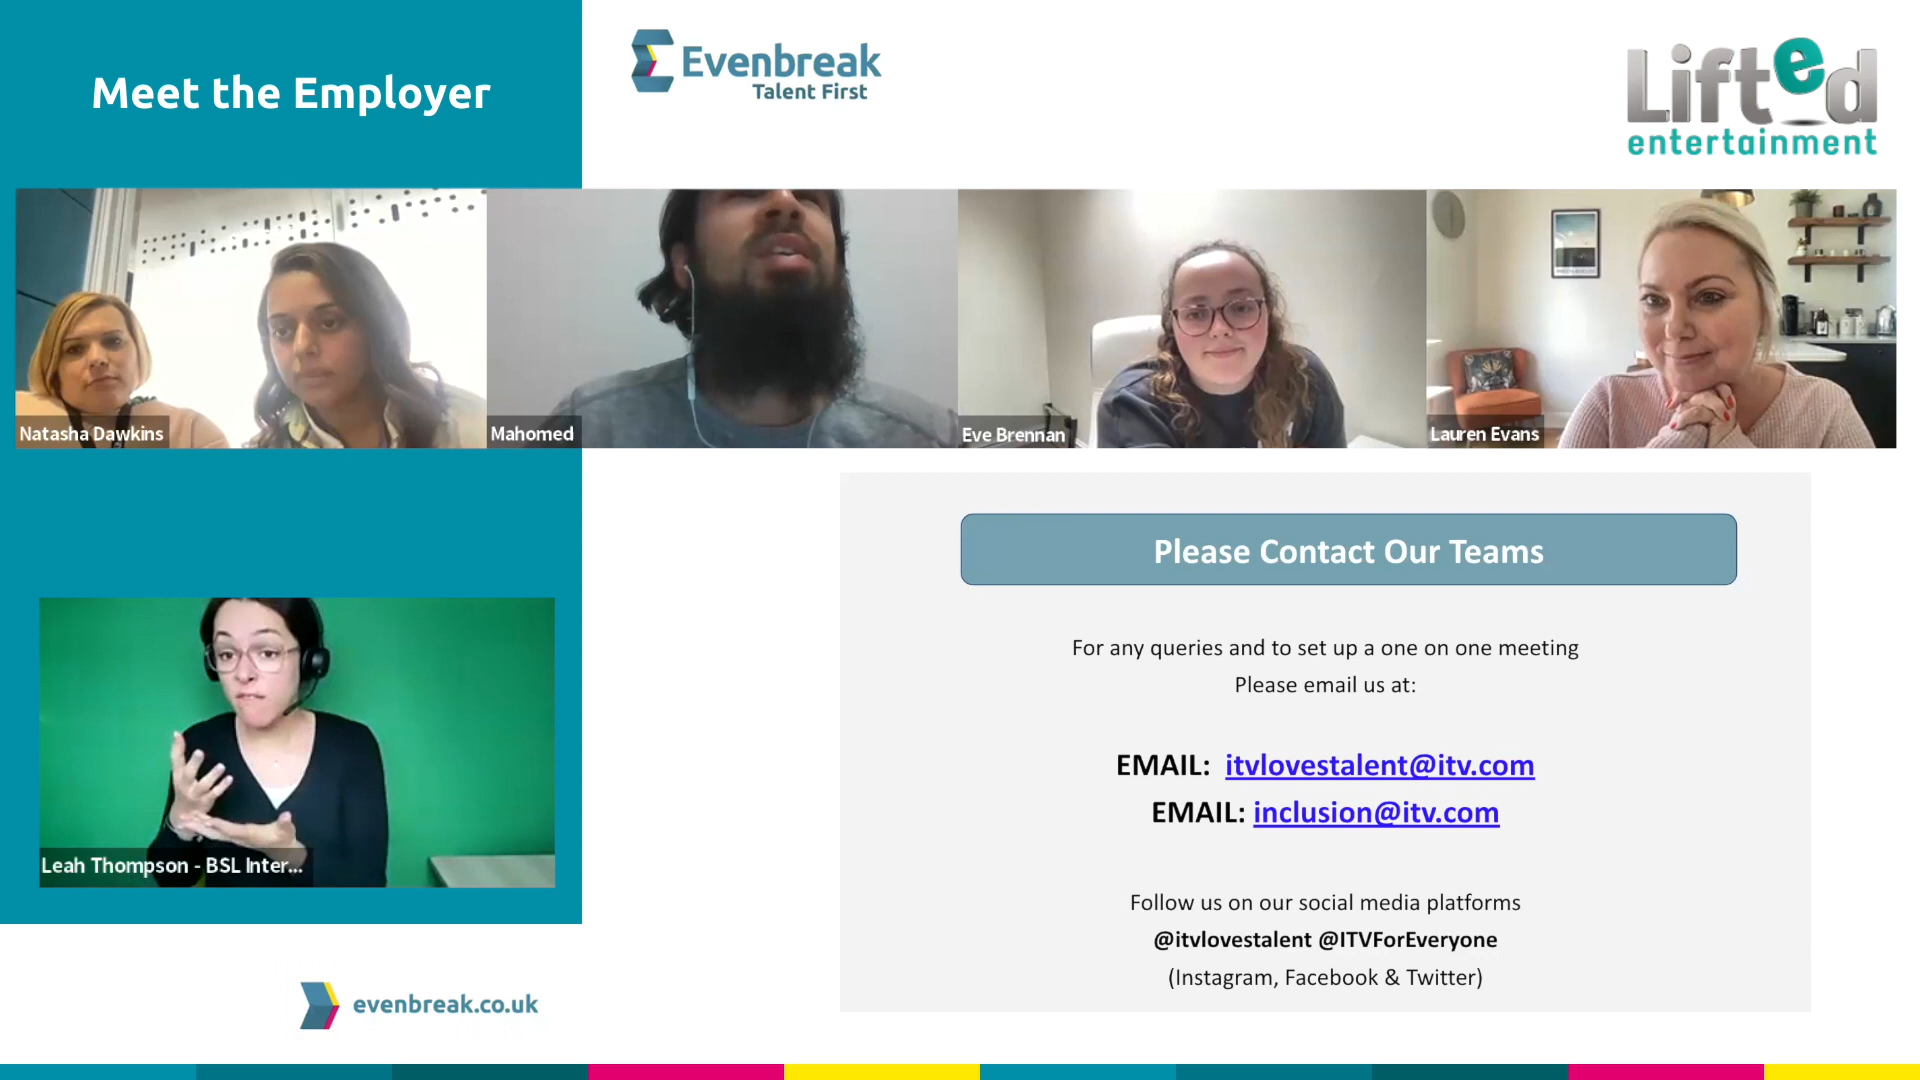 Meet the Employer
Evenbreak
Talent First
Lifted
entertainment
Natasha Dawkins
Mahomed
Eve Brennan
Lauren Evans
Please Contact Our Teams
For any queries and to set up a one on one meeting
Please email us at:
EMAIL: itvlovestalent@itv.com
EMAIL: inclusion@itv.com
Follow us on our social media platforms
@itvlovestalent @ITVForEveryone
(Instagram, Facebook & Twitter)
Leah Thompson - BSL Inter...
evenbreak.co.uk